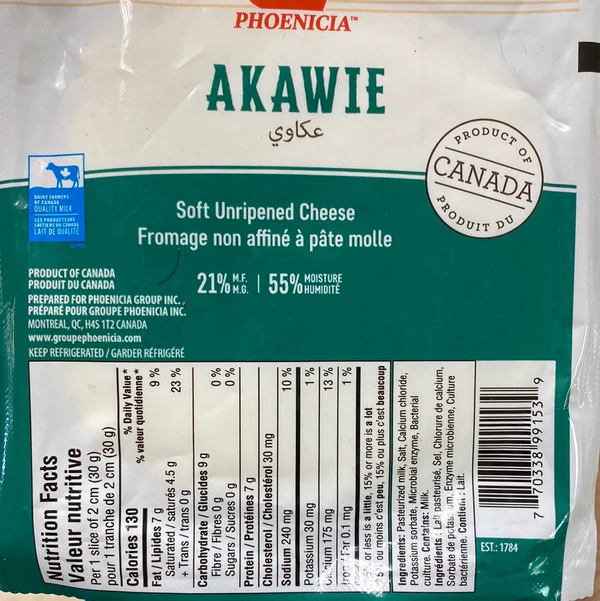 PHOENICIA™
AKAWIE
عكاوي
PRODUCT OF
CANADA
PRODUIT DU
DAIRY FARMERS
OF CANADA
QUALITY MILK
LES PRODUCTEURS
LAITIERS DU CANADA
LAIT DE QUALITÉ
Soft Unripened Cheese
Fromage non affiné à pâte molle
21% M.F. M.G. | 55% MOISTURE HUMIDITÉ
PRODUCT OF CANADA
PRODUIT DU CANADA
PREPARED FOR PHOENICIA GROUP INC.
PRÉPARÉ POUR GROUPE PHOENICIA INC.
MONTREAL, QC, H4S 1T2 CANADA
www.groupephoenicia.com
KEEP REFRIGERATED / GARDER RÉFRIGÉRÉ
Nutrition Facts
Valeur nutritive
Per 1 slice of 2 cm (30 g)
pour 1 tranche de 2 cm (30 g)
% Daily Value*
Calories 130 % valeur quotidienne*
Fat / Lipides 7 g 9 %
Saturated / saturés 4.5 g 23 %
+ Trans / trans 0 g
Carbohydrate / Glucides 9 g
Fibre / Fibres 0 g 0 %
Sugars / Sucres 0 g 0 %
Protein / Protéines 7 g
Cholesterol / Cholestérol 30 mg
Sodium 240 mg 10 %
Potassium 30 mg 1 %
Calcium 175 mg 13 %
Iron / Fer 0.1 mg 1 %
or less is a little, 15% or more is a lot
5% ou moins c'est peu, 15% ou plus c'est beaucoup
Ingredients: Pasteurized milk, Salt, Calcium chloride,
Potassium sorbate, Microbial enzyme, Bacterial
culture. Contains: Milk.
Ingrédients : Lait pasteurisé, Sel, Chlorure de calcium,
Sorbate de potassium, Enzyme microbienne, Culture
bactérienne. Contient : Lait.
7 70338 99153 9
EST.: 1784